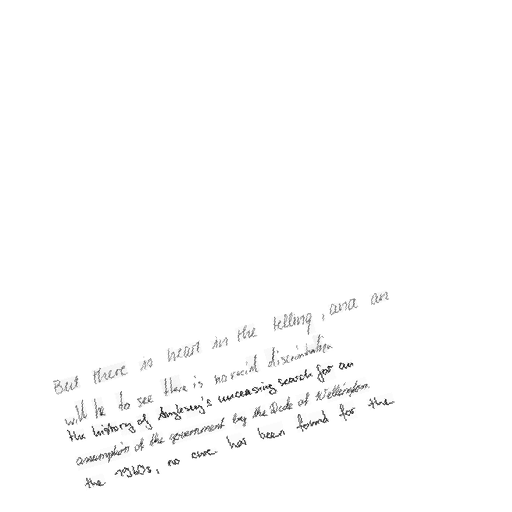 But there is heart in the telling, and an
will be to see there is no racial discrimination
the history of Anglesey's unceasing search for an
assumption of the government by the Duke of Wellington
the 1960s, no cure has been found for the